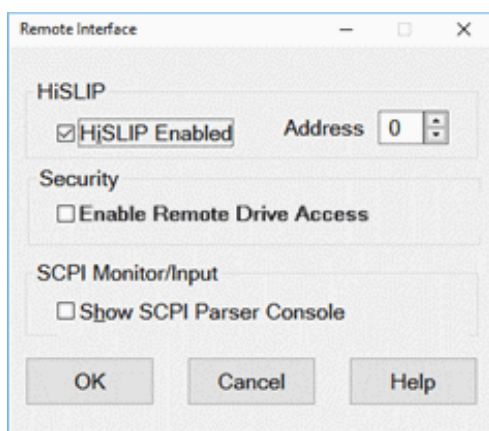 Remote Interface
HiSLIP
HiSLIP Enabled Address 0
Security
Enable Remote Drive Access
SCPI Monitor/Input
Show SCPI Parser Console
OK Cancel Help